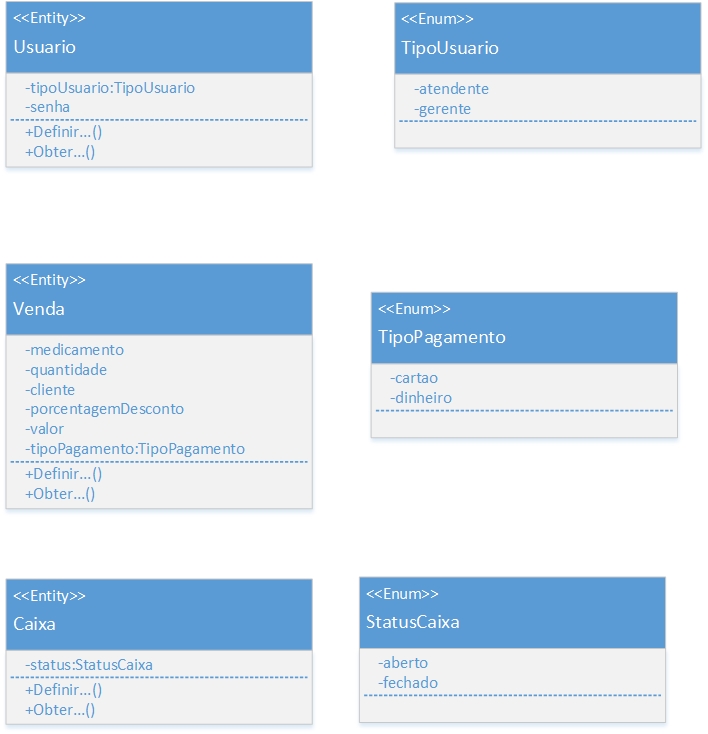 <<Entity>>
Usuario
-tipoUsuario:TipoUsuario
-senha
+Definir...()
+Obter...()
<<Enum>>
TipoUsuario
-atendente
-gerente
<<Entity>>
Venda
-medicamento
-quantidade
-cliente
-porcentagemDesconto
-valor
-tipoPagamento:TipoPagamento
+Definir...()
+Obter...()
<<Enum>>
TipoPagamento
-cartao
-dinheiro
<<Entity>>
Caixa
-status:StatusCaixa
+Definir...()
+Obter...()
<<Enum>>
StatusCaixa
-aberto
-fechado